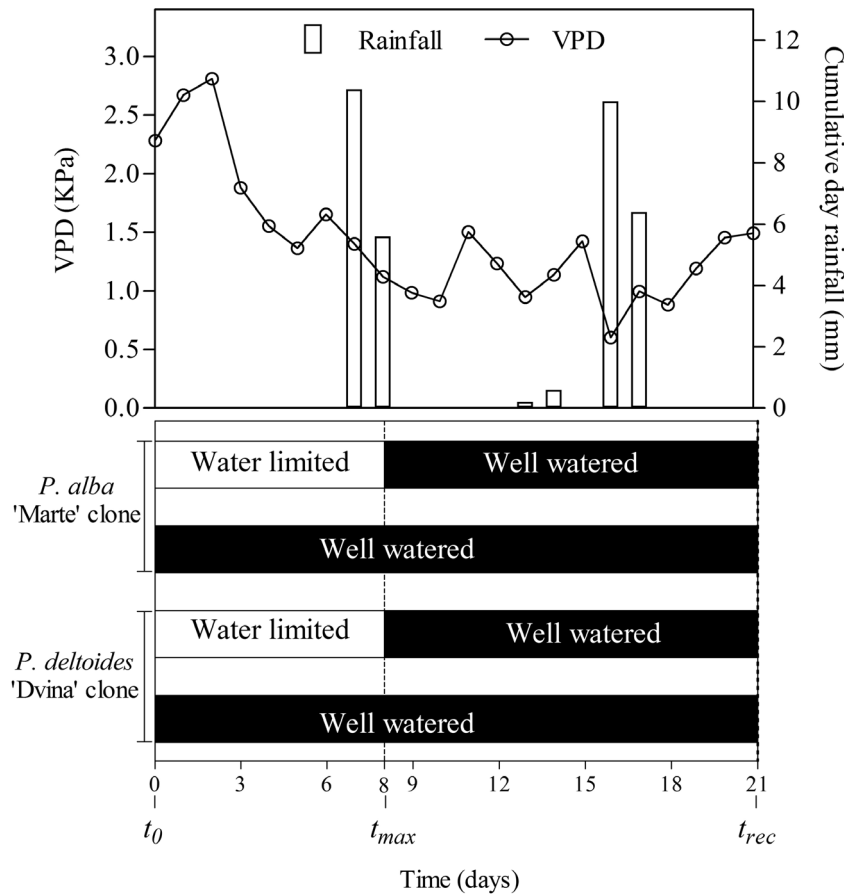 Rainfall VPD
VPD (KPa)
3.0
2.5
2.0
1.5
1.0
0.5
0.0
12
10
8
6
4
2
0
Cumulative day rainfall (mm)
P. alba
'Marte' clone
Water limited Well watered
Well watered
P. deltoides
'Dvina' clone
Water limited Well watered
Well watered
0 3 6 8 9 12 15 18 21
t0 tmax trec
Time (days)